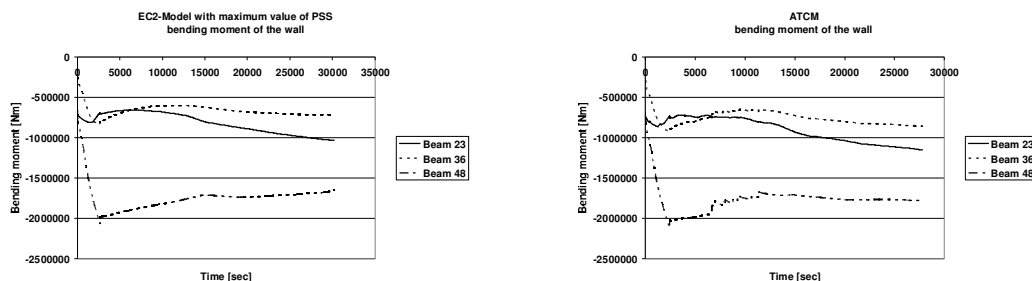 EC2-Model with maximum value of PSS
bending moment of the wall
0
0 5000 10000 15000 20000 25000 30000 35000
-500000
-1000000
-1500000
-2000000
-2500000
Bending moment [Nm]
Time [sec]
Beam 23
Beam 36
Beam 48
ATCM
bending moment of the wall
0
0 5000 10000 15000 20000 25000 30000
-500000
-1000000
-1500000
-2000000
-2500000
Bending moment [Nm]
Time [sec]
Beam 23
Beam 36
Beam 48